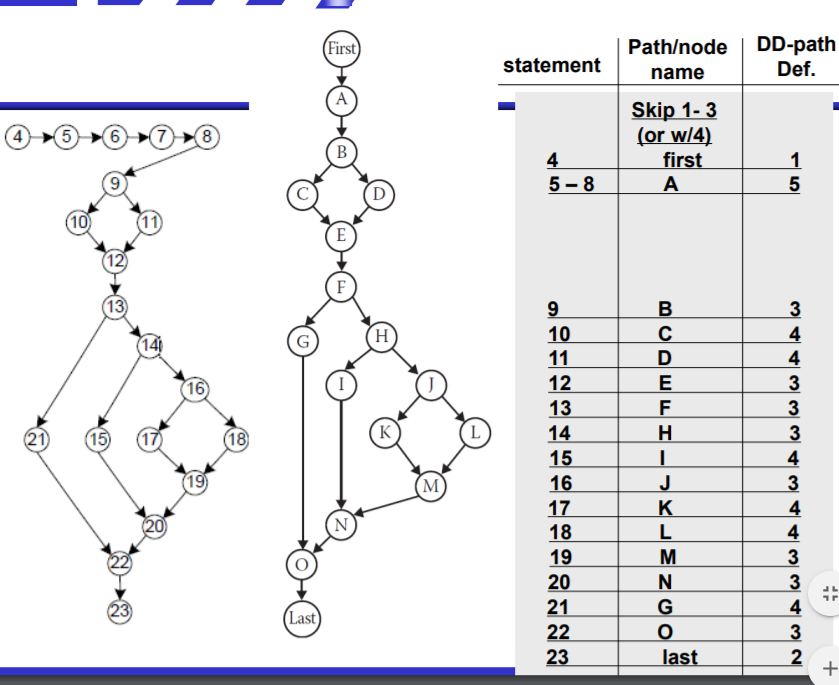 4 5 6 7 8
9
10 11
12
13
14
16
21 15 17 18
19
20
22
23
First
A
B
C D
E
F
G H
I J
K L
M
N
O
Last
statement Path/node name DD-path Def.
Skip 1- 3
(or w/4)
4 first 1
5 – 8 A 5
9 B 3
10 C 4
11 D 4
12 E 3
13 F 3
14 H 3
15 I 4
16 J 3
17 K 4
18 L 4
19 M 3
20 N 3
21 G 4
22 O 3
23 last 2